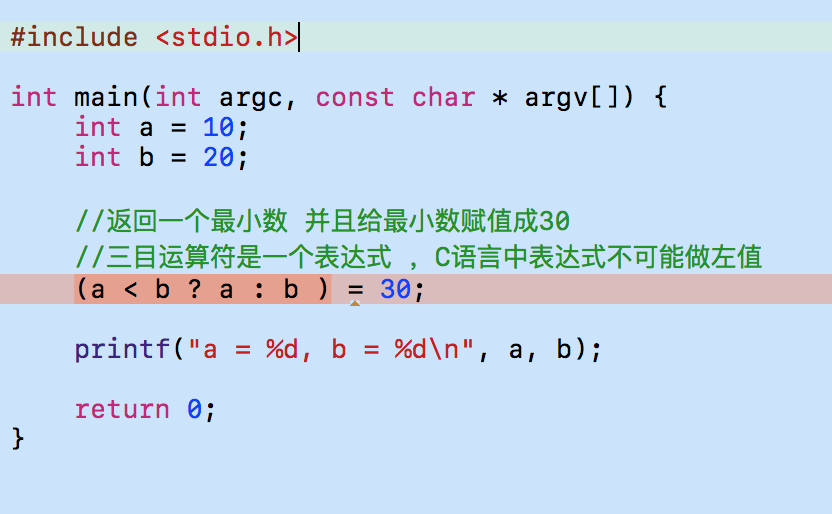 #include <stdio.h>
int main(int argc, const char * argv[]) {
int a = 10;
int b = 20;
//返回一个最小数 并且给最小数赋值成30
//三目运算符是一个表达式 ，C语言中表达式不可能做左值
(a < b ? a : b ) = 30;
printf("a = %d, b = %d\n", a, b);
return 0;
}